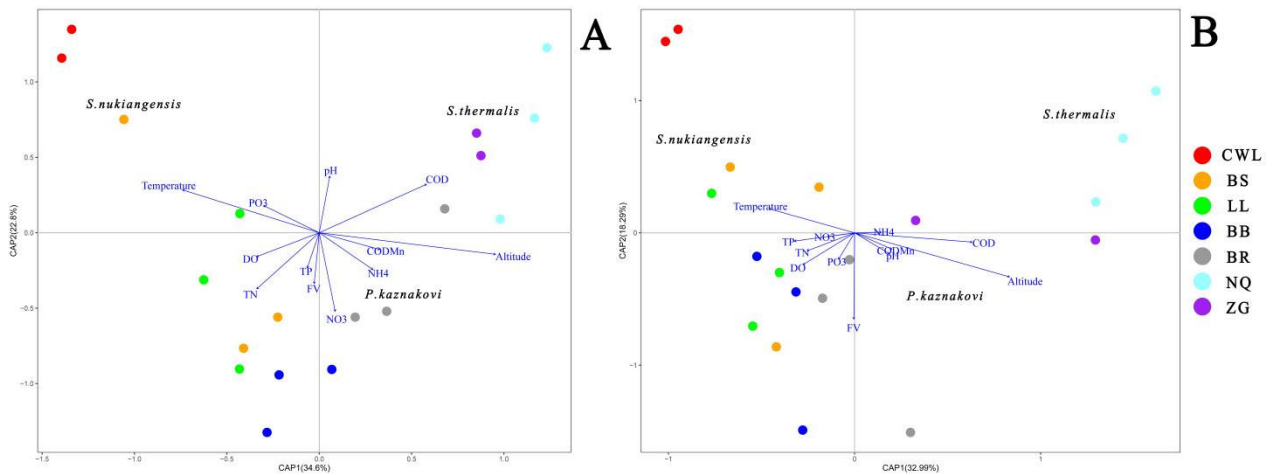 A
1.0
0.5
0.0
-0.5
-1.0
CAP2(22.8%)
S.nukiangensis
S.thermalis
Temperature
PO3
pH
COD
DO
CODMn
Altitude
TN
TP
FV
NH4
NO3
P.kaznakovi
-1.5
-1.0
-0.5
0.0
0.5
1.0
CAP1(34.6%)
B
1
0
-1
CAP2(18.29%)
S.nukiangensis
S.thermalis
Temperature
TP
NO3
NH4
COD
TN
CODMn
pH
DO
PO3
Altitude
P.kaznakovi
FV
-1
0
1
CAP1(32.99%)
CWL
BS
LL
BB
BR
NQ
ZG